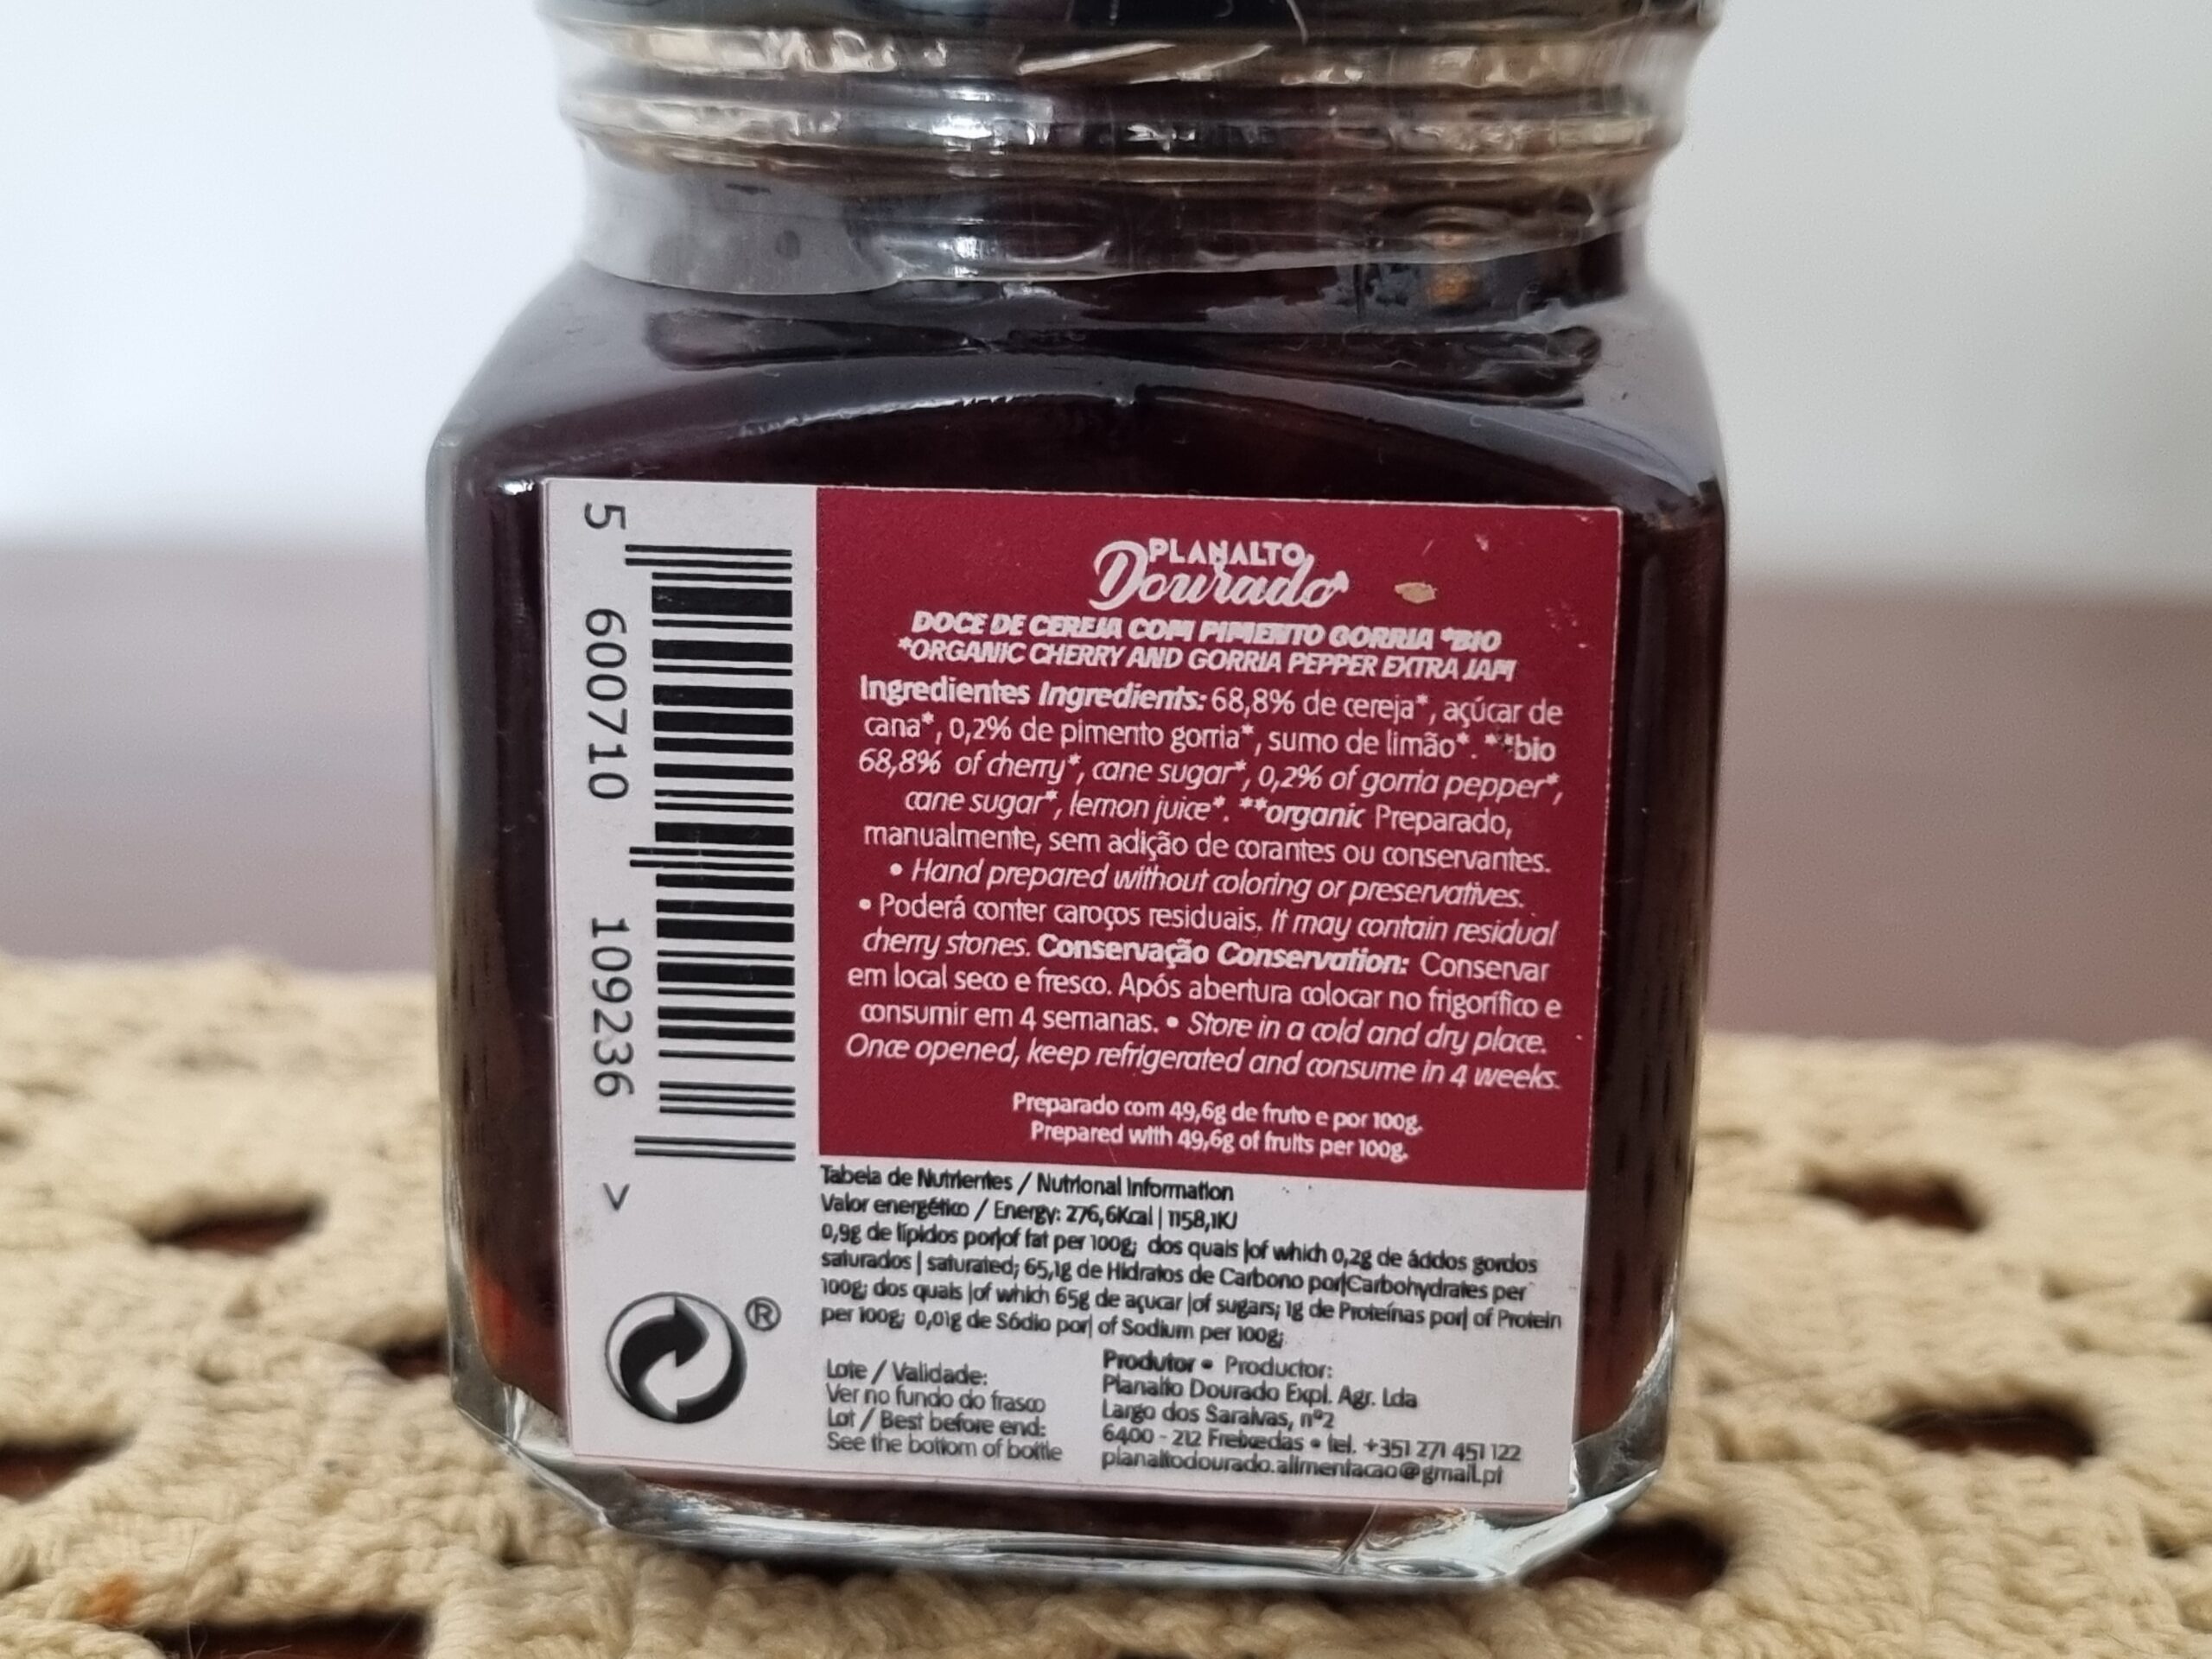 5 600710 109236 >
PLANALTO
Dourado
DOCE DE CEREJA COM PIMENTO GORRIA *BIO
*ORGANIC CHERRY AND GORRIA PEPPER EXTRA JAM
Ingredientes Ingredients: 68,8% de cereja*, açúcar de
cana*, 0,2% de pimento gorria*, sumo de limão*. **bio
68,8% of cherry*, cane sugar*, 0,2% of gorria pepper*,
cane sugar*, lemon juice*. **organic Preparado,
manualmente, sem adição de corantes ou conservantes.
• Hand prepared without coloring or preservatives.
• Poderá conter caroços residuais. It may contain residual
cherry stones. Conservação Conservation: Conservar
em local seco e fresco. Após abertura colocar no frigorífico e
consumir em 4 semanas. • Store in a cold and dry place.
Once opened, keep refrigerated and consume in 4 weeks.
Preparado com 49,6g de fruto e por 100g.
Prepared with 49,6g of fruits per 100g.
Tabela de Nutrientes / Nutrional Information
Valor energético / Energy: 276,6Kcal | 1158,1KJ
0,9g de lípidos por|of fat per 100g; dos quais |of which 0,2g de ácidos gordos
saturados | saturated; 65,1g de Hidratos de Carbono por|Carbohydrates per
100g; dos quais |of which 65g de açucar |of sugars; 1g de Proteínas por| of Protein
per 100g; 0,01g de Sódio por| of Sodium per 100g;
®
Lote / Validade:
Ver no fundo do frasco
Lot / Best before end:
See the bottom of bottle
Produtor • Productor:
Planalto Dourado Expl. Agr. Lda
Largo dos Saraivas, nº2
6400 - 212 Freixedas • tel. +351 271 451 122
planaltodourado.alimentacao@gmail.pt